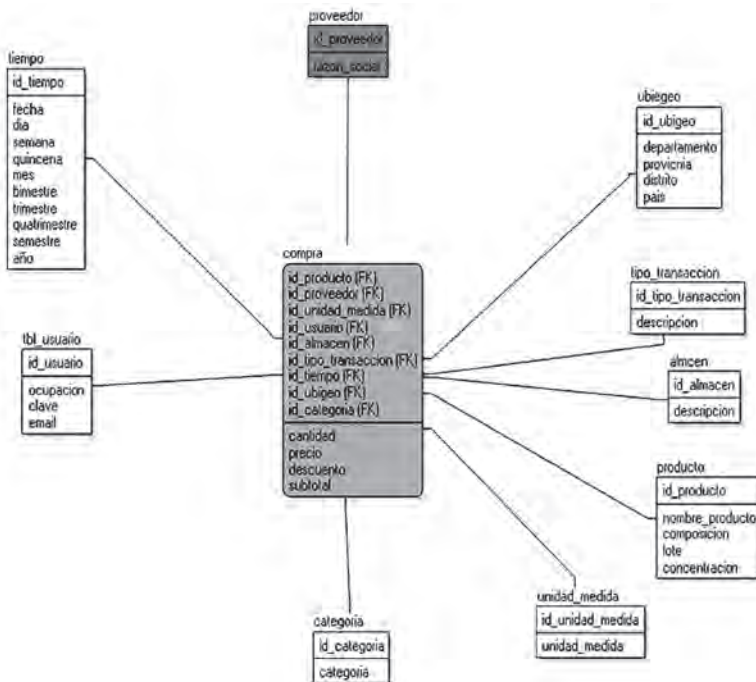 proveedor
id_proveedor
razon_social
tiempo
id_tiempo
fecha
dia
semana
quincena
mes
bimestre
trimestre
quatrimestre
semestre
año
ubiegeo
id_ubigeo
departamento
provicnia
distrito
pais
compra
id_producto (FK)
id_proveedor (FK)
id_unidad_medida (FK)
id_usuario (FK)
id_almacen (FK)
id_tipo_transaccion (FK)
id_tiempo (FK)
id_ubigeo (FK)
id_categoria (FK)
cantidad
precio
descuento
subtotal
tipo_transaccion
id_tipo_transaccion
descripcion
tbl_usuario
id_usuario
ocupacion
clave
email
almcen
id_almacen
descripcion
producto
id_producto
nombre_producto
composicion
lote
concentracion
unidad_medida
id_unidad_medida
unidad_medida
categoria
id_categoria
categoria